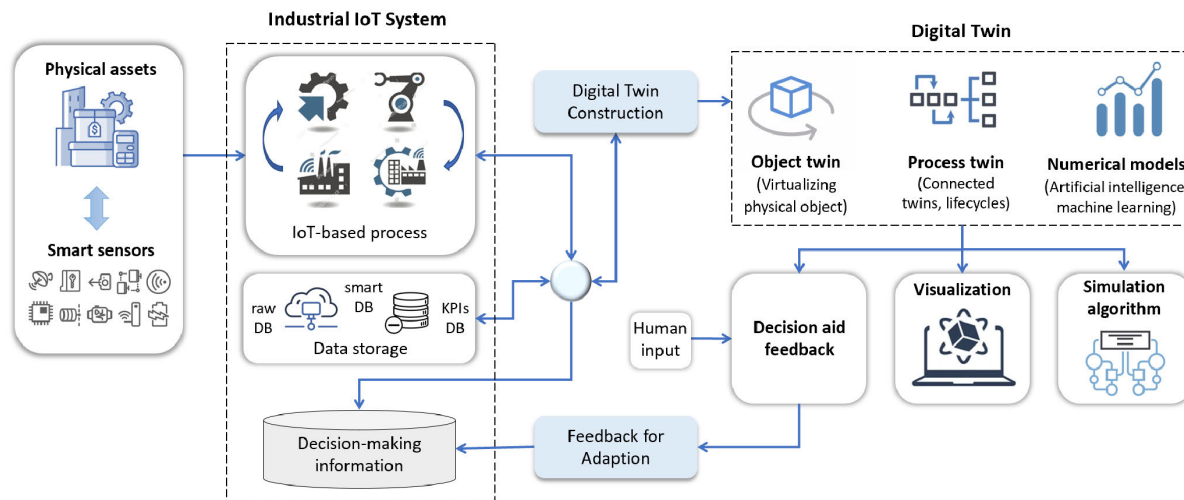 Industrial IoT System
Digital Twin
Physical assets
Smart sensors
IoT-based process
raw
DB
smart
DB
KPIs
DB
Data storage
Decision-making
information
Digital Twin
Construction
Object twin
(Virtualizing
physical object)
Process twin
(Connected
twins, lifecycles)
Numerical models
(Artificial intelligence
machine learning)
Human
input
Decision aid
feedback
Visualization
Simulation
algorithm
Feedback for
Adaption